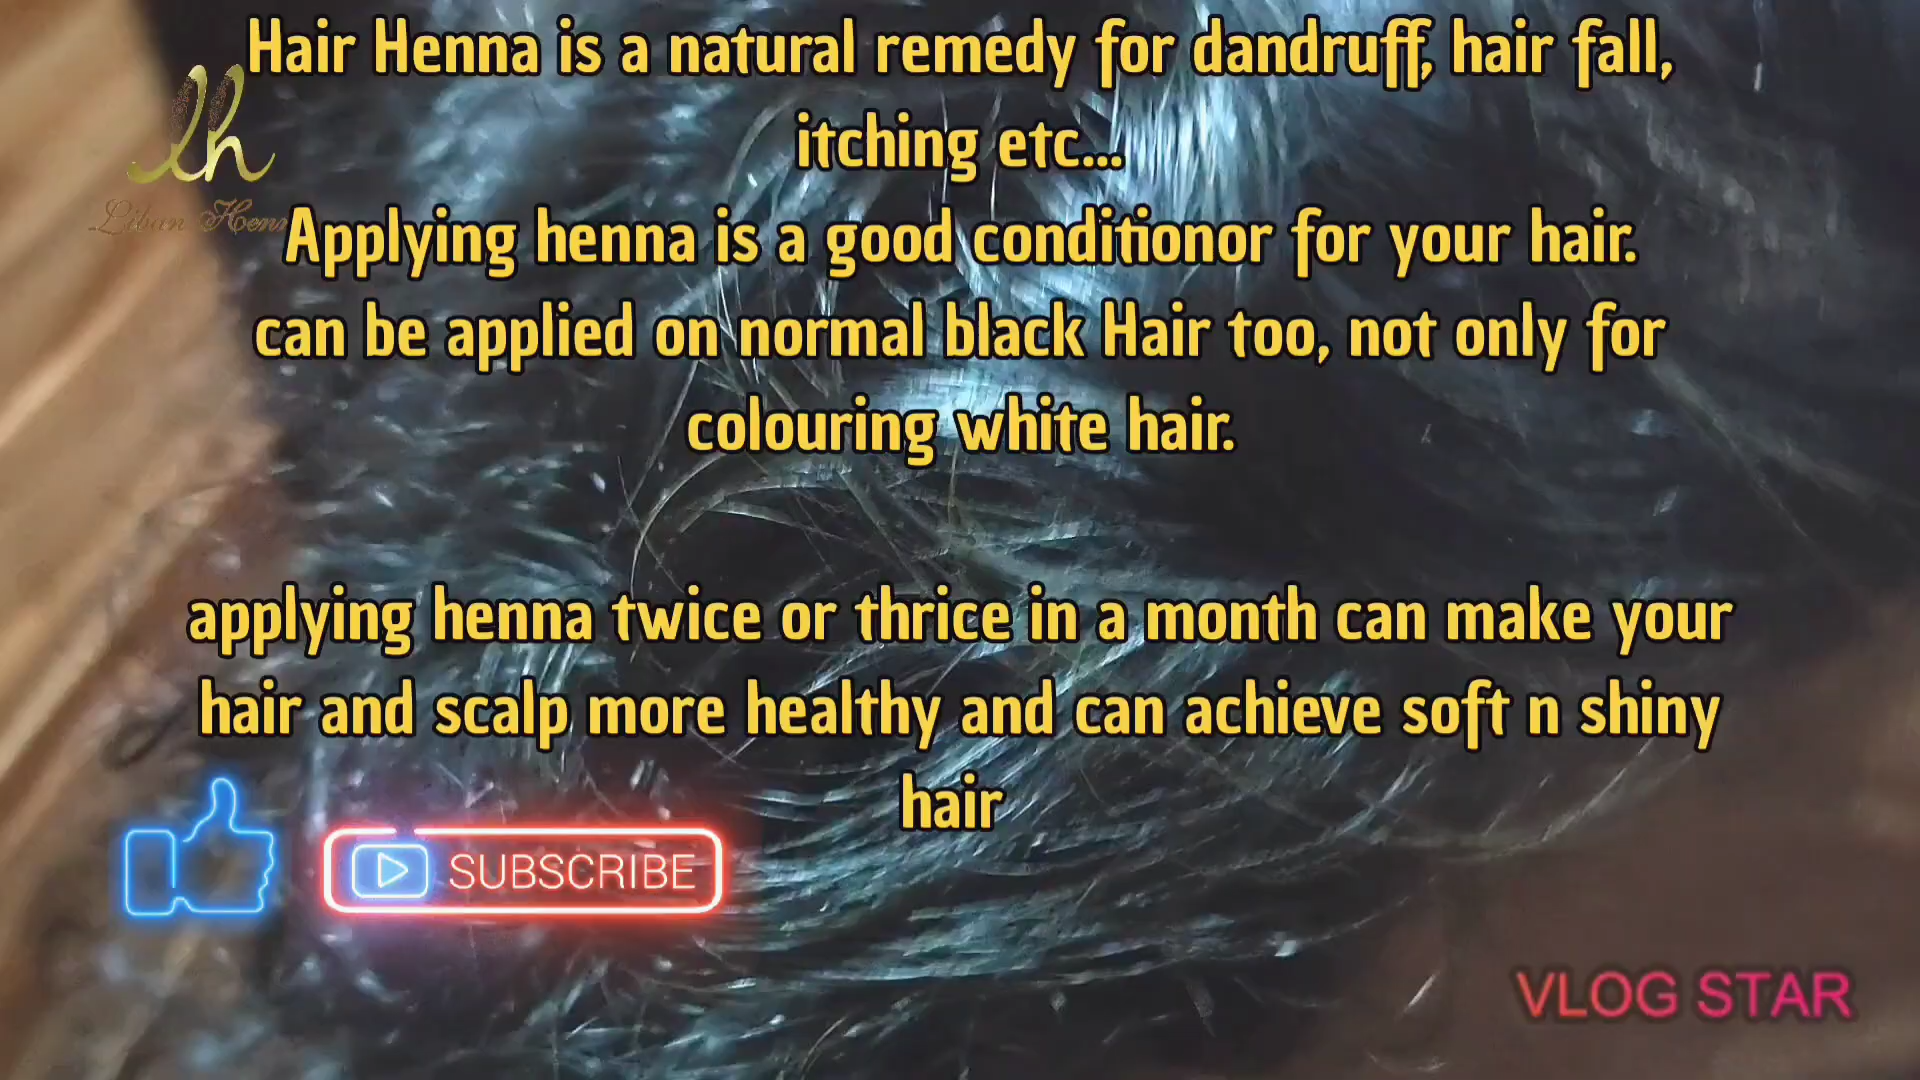 Hair Henna is a natural remedy for dandruff, hair fall,
itching etc...
lh
Liban Henn
Applying henna is a good conditionor for your hair.
can be applied on normal black Hair too, not only for
colouring white hair.
applying henna twice or thrice in a month can make your
hair and scalp more healthy and can achieve soft n shiny
hair
SUBSCRIBE
VLOG STAR